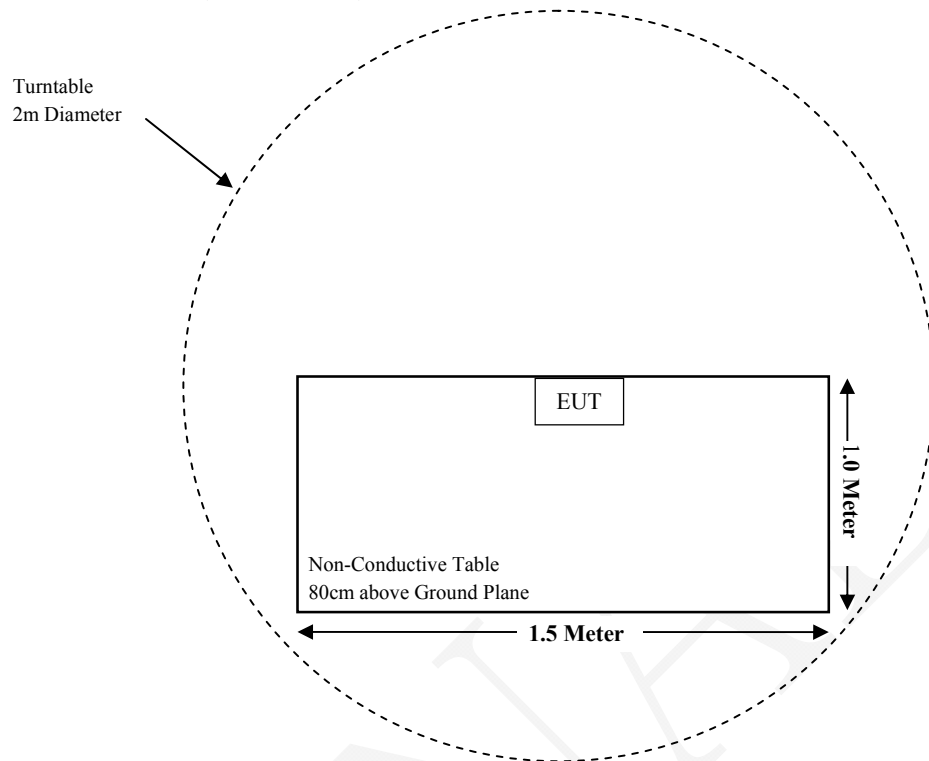 Turntable
2m Diameter
EUT
1.0 Meter
Non-Conductive Table
80cm above Ground Plane
1.5 Meter